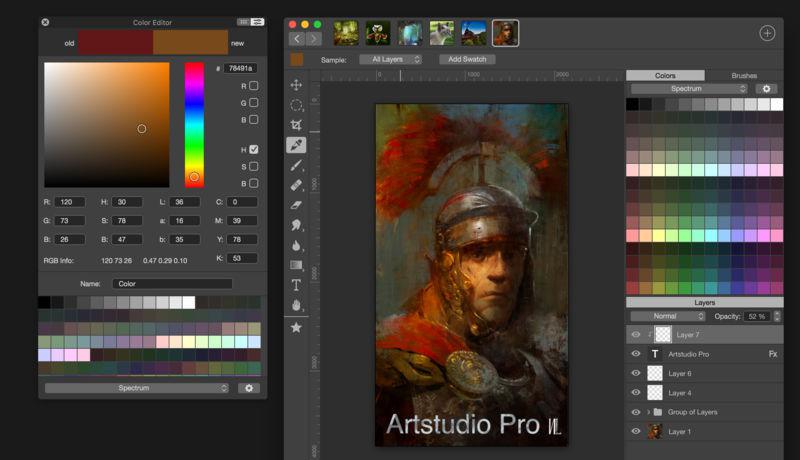 Color Editor
old
new
# 78491a
R
G
B
H
S
B
R: 120 H: 30 L: 36 C: 0
G: 73 S: 78 a: 16 M: 39
B: 26 B: 47 b: 35 Y: 78
RGB Info: 120 73 26 0.47 0.29 0.10 K: 53
Name: Color
Spectrum
Sample: All Layers Add Swatch
0 1000 2000
0
1000
2000
3000
4000
T
Artstudio Pro
Colors Brushes
Spectrum
Layers
Normal Opacity: 52 %
Layer 7
T Artstudio Pro Fx
Layer 6
Layer 4
Group of Layers
Layer 1